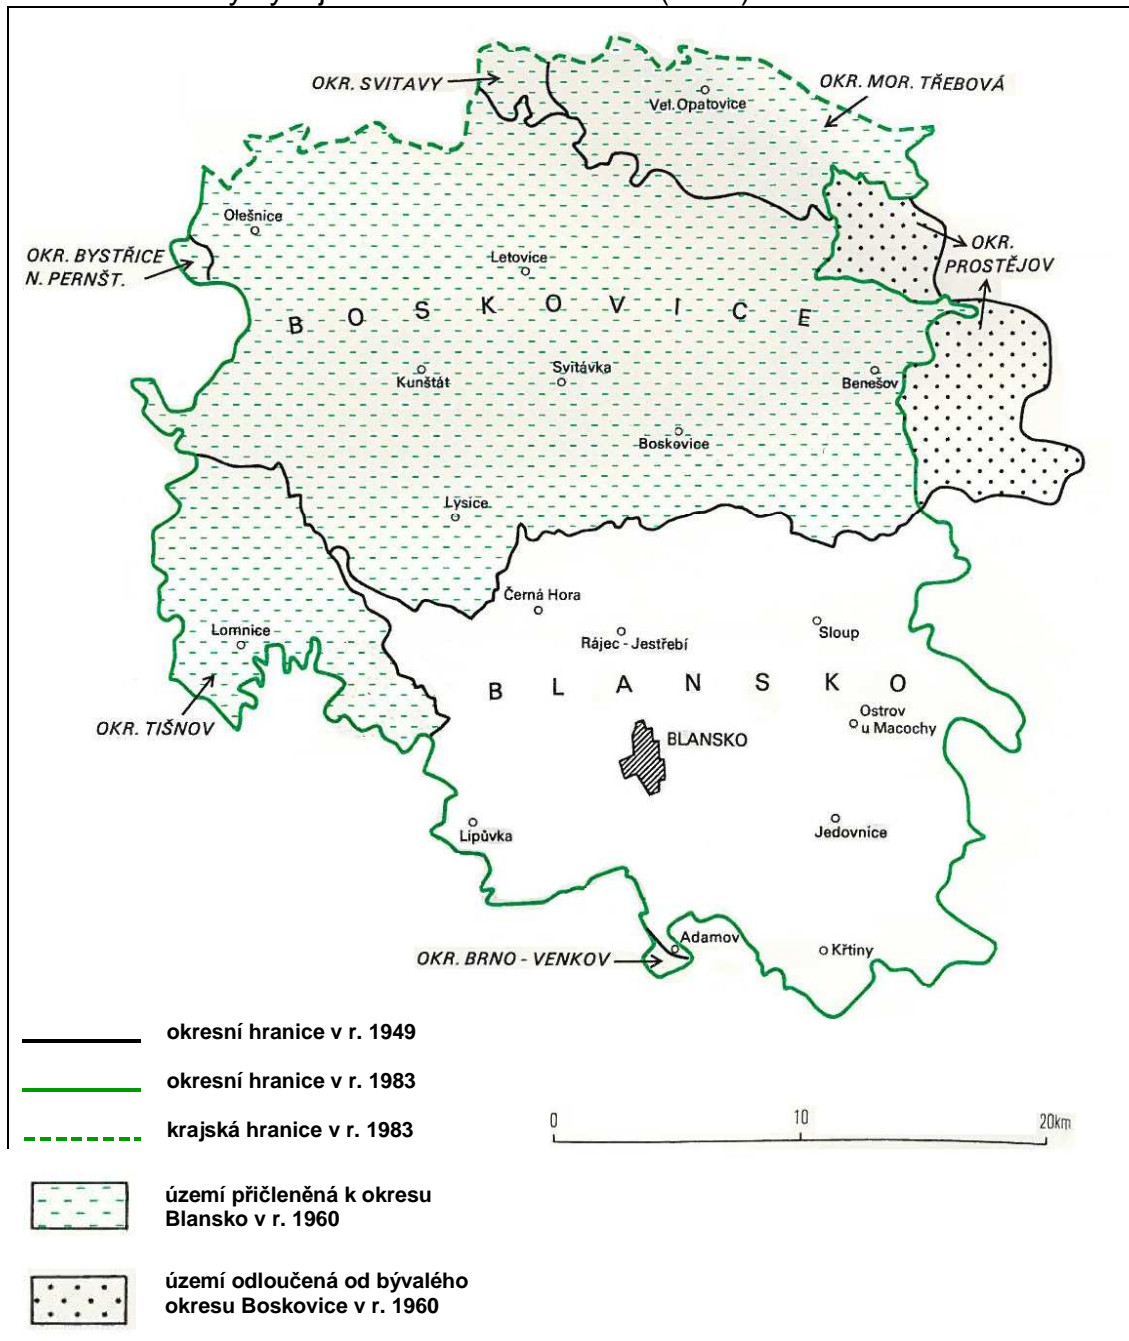 OKR. SVITAVY
OKR. MOR. TŘEBOVÁ
Vel. Opatovice
Olešnice
OKR. BYSTŘICE
N. PERNŠT.
Letovice
OKR.
PROSTĚJOV
B O S K O V I C E
Kunštát
Svitávka
Benešov
Boskovice
Lysice
Černá Hora
Rájec - Jestřebí
Sloup
Lomnice
B L A N S K O
OKR. TIŠNOV
Ostrov
u Macochy
BLANSKO
Lipůvka
Jedovnice
Adamov
Křtiny
OKR. BRNO - VENKOV
okresní hranice v r. 1949
okresní hranice v r. 1983
krajská hranice v r. 1983
0 10 20km
území přičleněná k okresu
Blansko v r. 1960
území odloučená od bývalého
okresu Boskovice v r. 1960